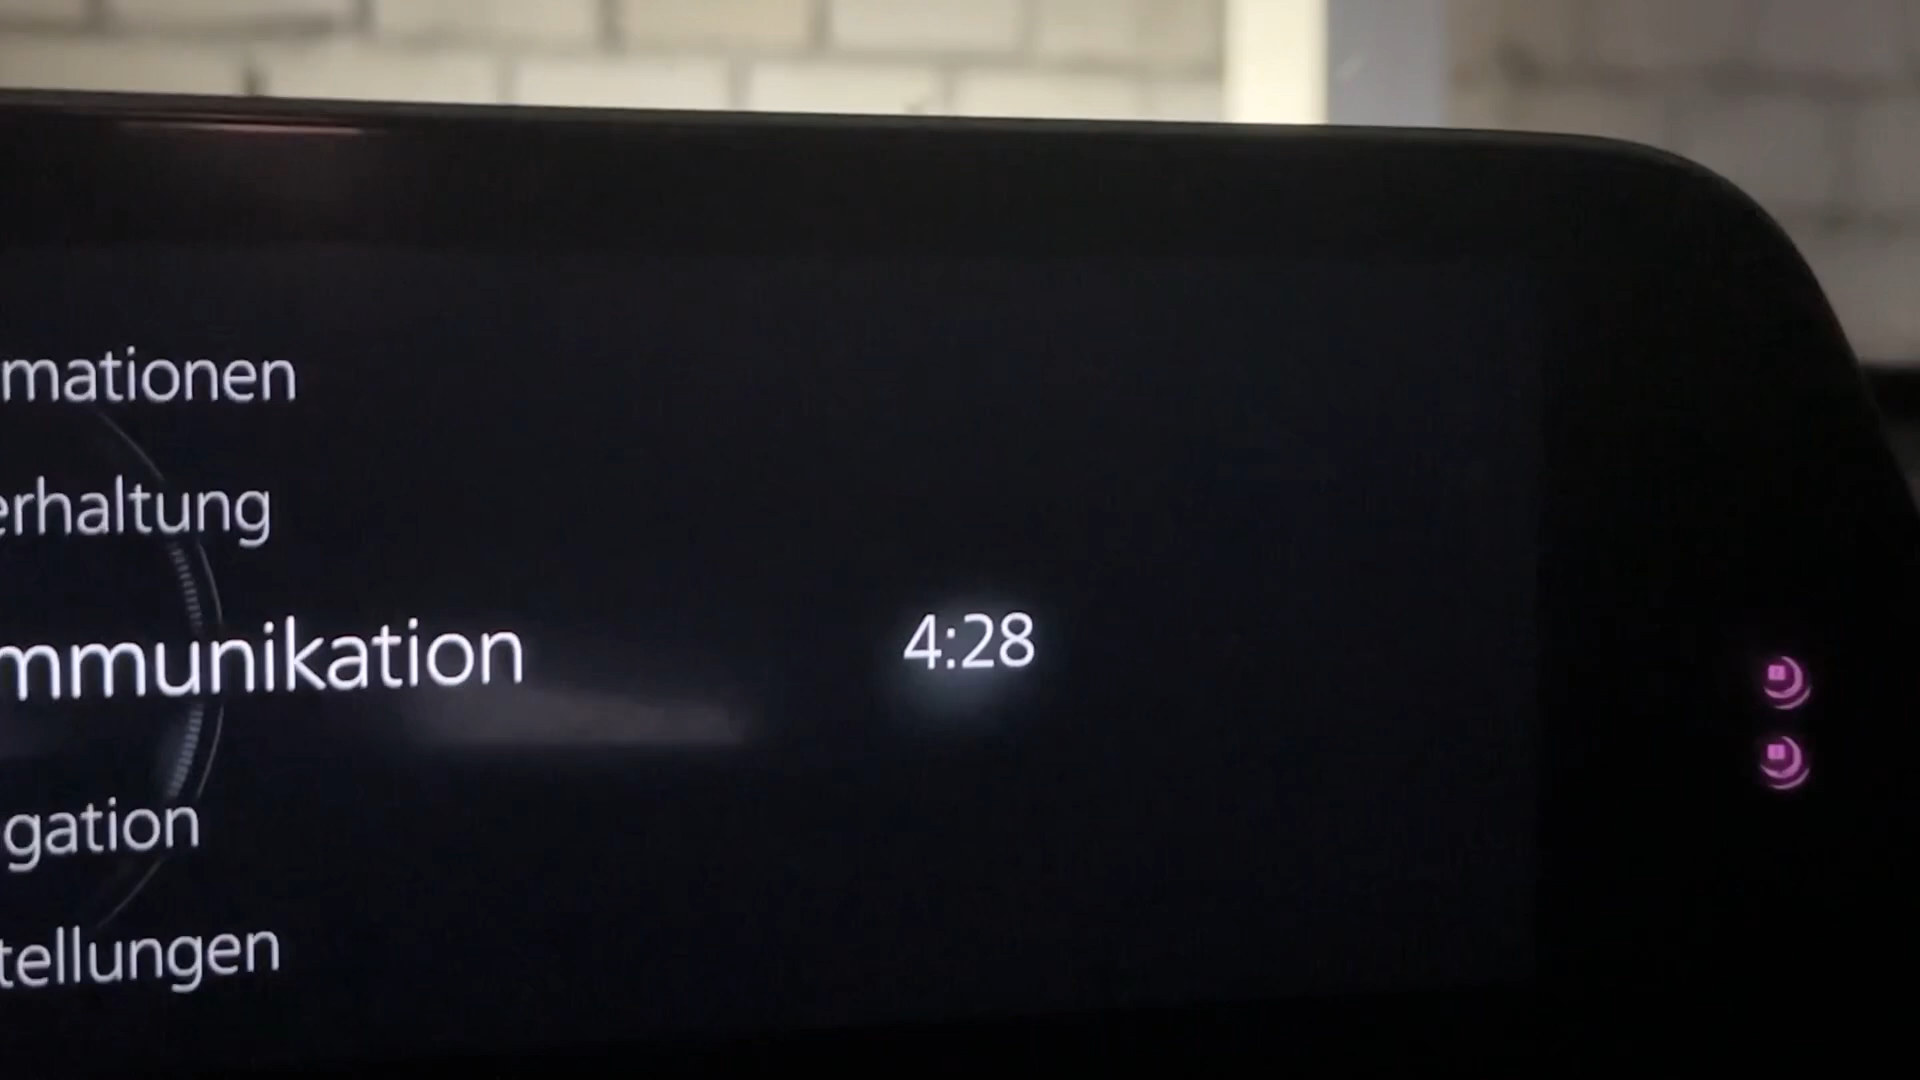 mationen
erhaltung
mmunikation
4:28
gation
tellungen